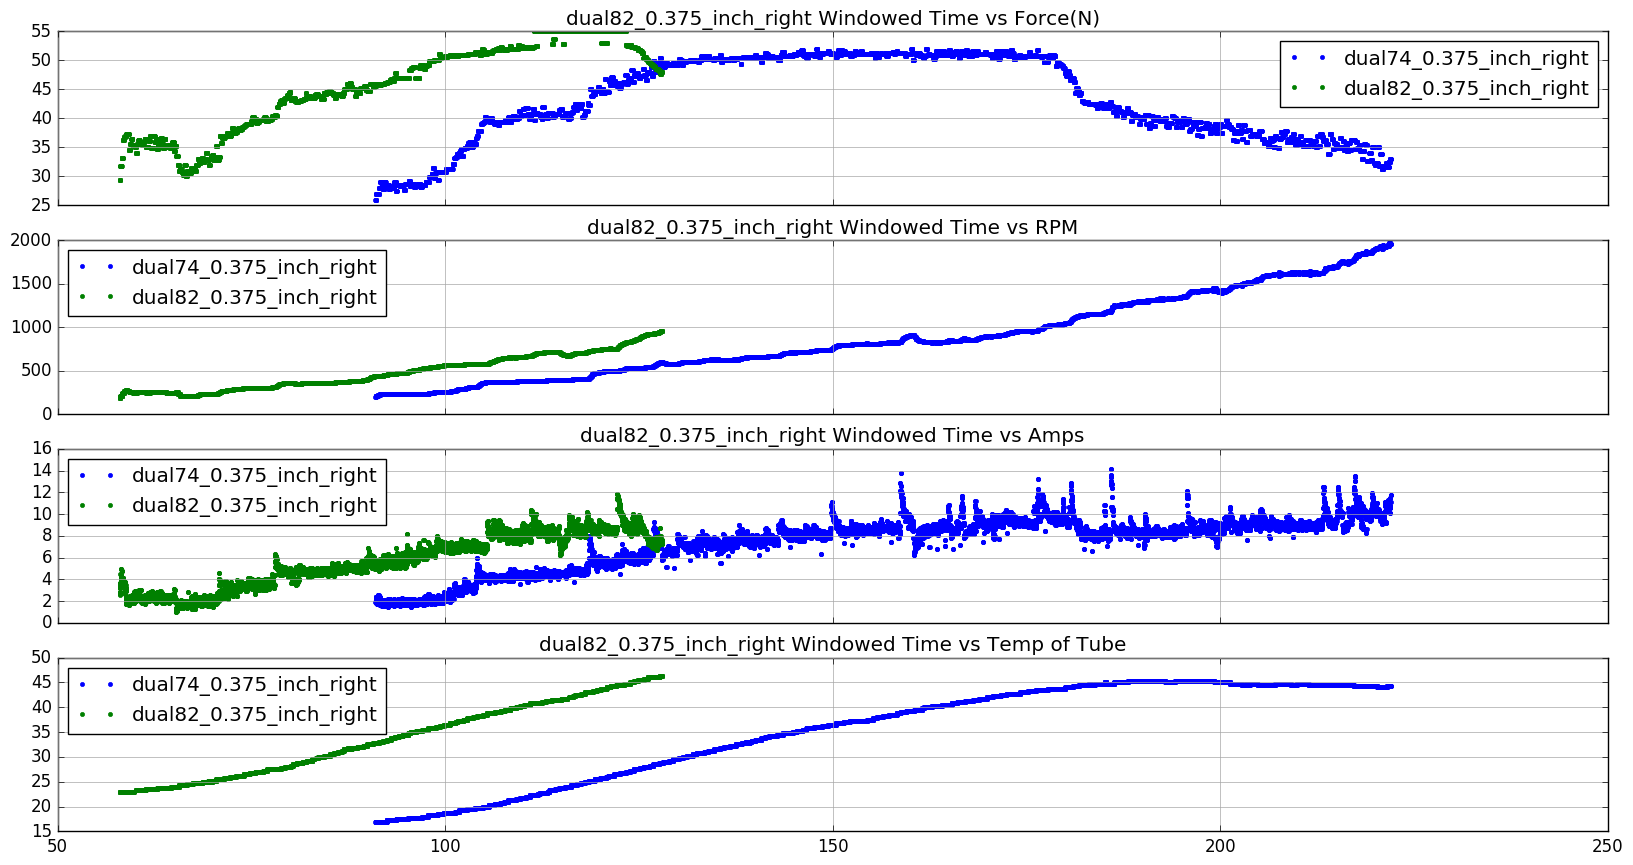 dual82_0.375_inch_right Windowed Time vs Force(N)
55
50
45
40
35
30
25
dual74_0.375_inch_right
dual82_0.375_inch_right
dual82_0.375_inch_right Windowed Time vs RPM
2000
1500
1000
500
0
dual74_0.375_inch_right
dual82_0.375_inch_right
dual82_0.375_inch_right Windowed Time vs Amps
16
14
12
10
8
6
4
2
0
dual74_0.375_inch_right
dual82_0.375_inch_right
dual82_0.375_inch_right Windowed Time vs Temp of Tube
50
45
40
35
30
25
20
15
dual74_0.375_inch_right
dual82_0.375_inch_right
50 100 150 200 250